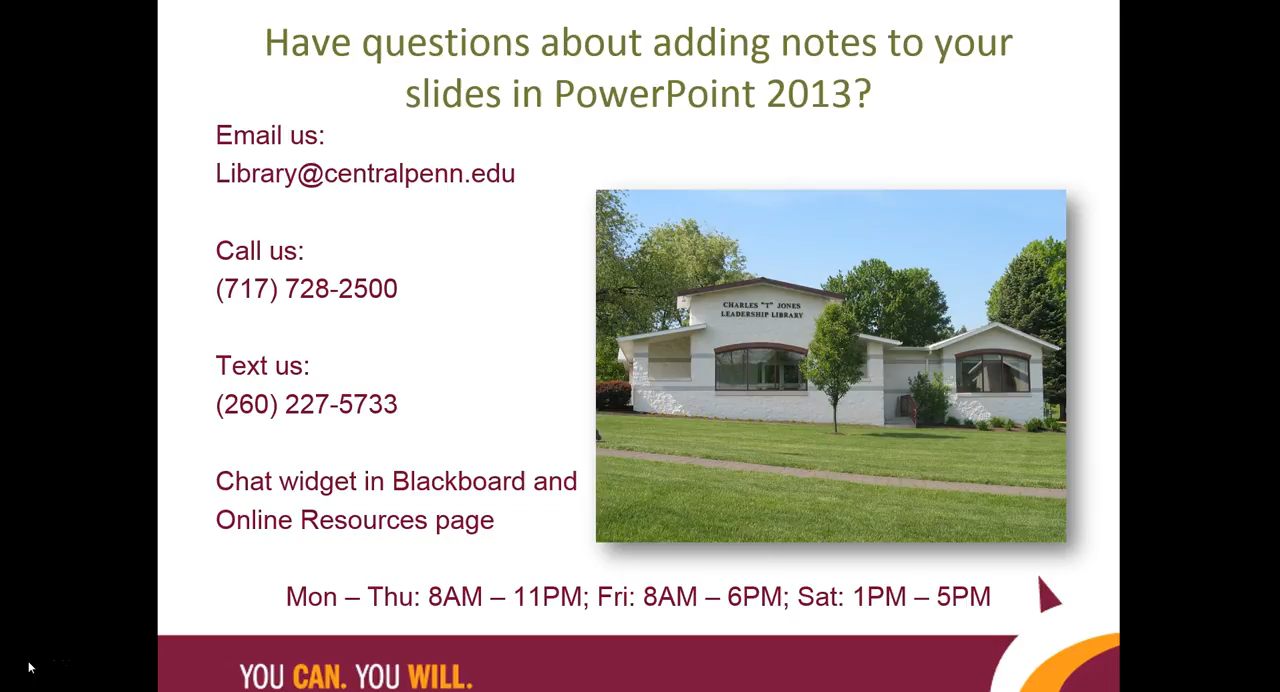 Have questions about adding notes to your
slides in PowerPoint 2013?
Email us:
Library@centralpenn.edu
Call us:
(717) 728-2500
Text us:
(260) 227-5733
Chat widget in Blackboard and
Online Resources page
CHARLES "T" JONES
LEADERSHIP LIBRARY
Mon – Thu: 8AM – 11PM; Fri: 8AM – 6PM; Sat: 1PM – 5PM
YOU CAN. YOU WILL.